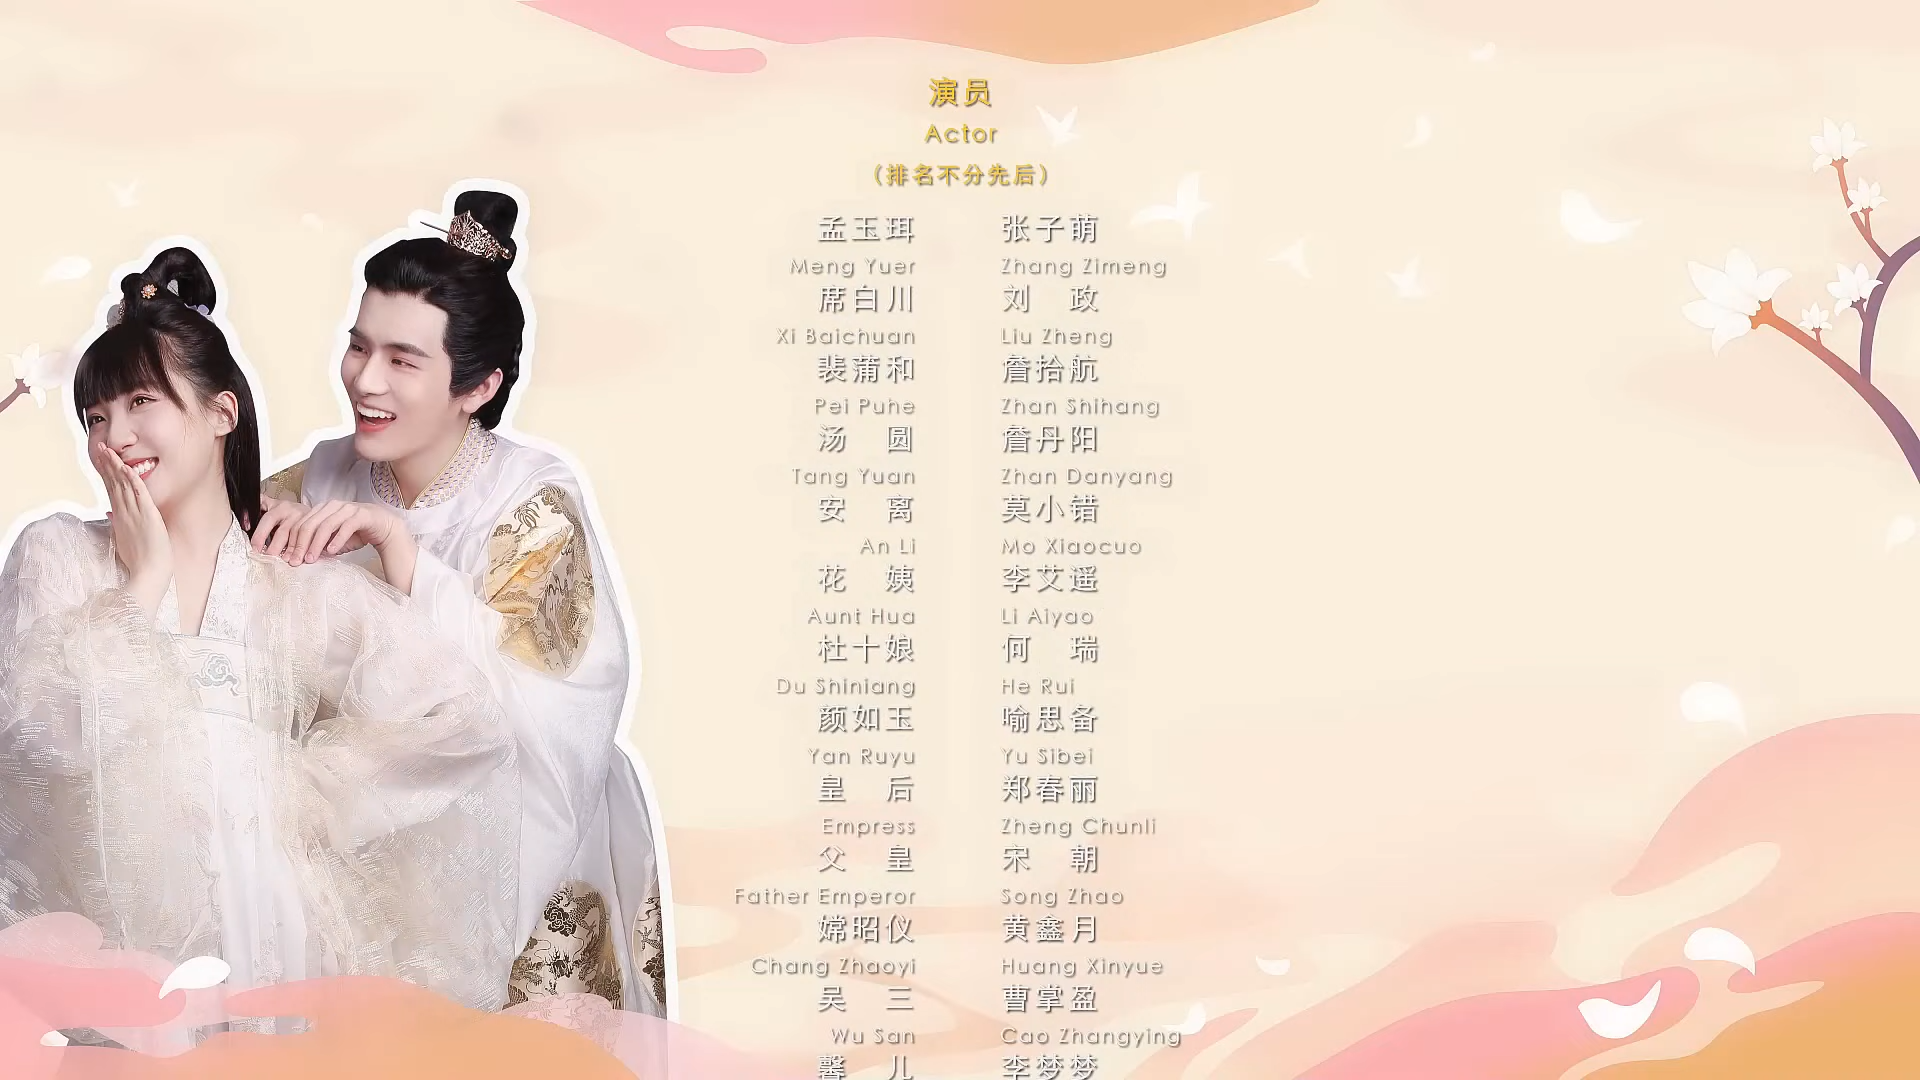 演员
Actor
（排名不分先后）
孟玉珥 张子萌
Meng Yuer Zhang Zimeng
席白川 刘 政
Xi Baichuan Liu Zheng
裴蒲和 詹拾航
Pei Puhe Zhan Shihang
汤 圆 詹丹阳
Tang Yuan Zhan Danyang
安 离 莫小错
An Li Mo Xiaocuo
花 姨 李艾遥
Aunt Hua Li Aiyao
杜十娘 何 瑞
Du Shiniang He Rui
颜如玉 喻思备
Yan Ruyu Yu Sibei
皇 后 郑春丽
Empress Zheng Chunli
父 皇 宋 朝
Father Emperor Song Zhao
嫦昭仪 黄鑫月
Chang Zhaoyi Huang Xinyue
吴 三 曹掌盈
Wu San Cao Zhangying
馨 儿 李梦梦